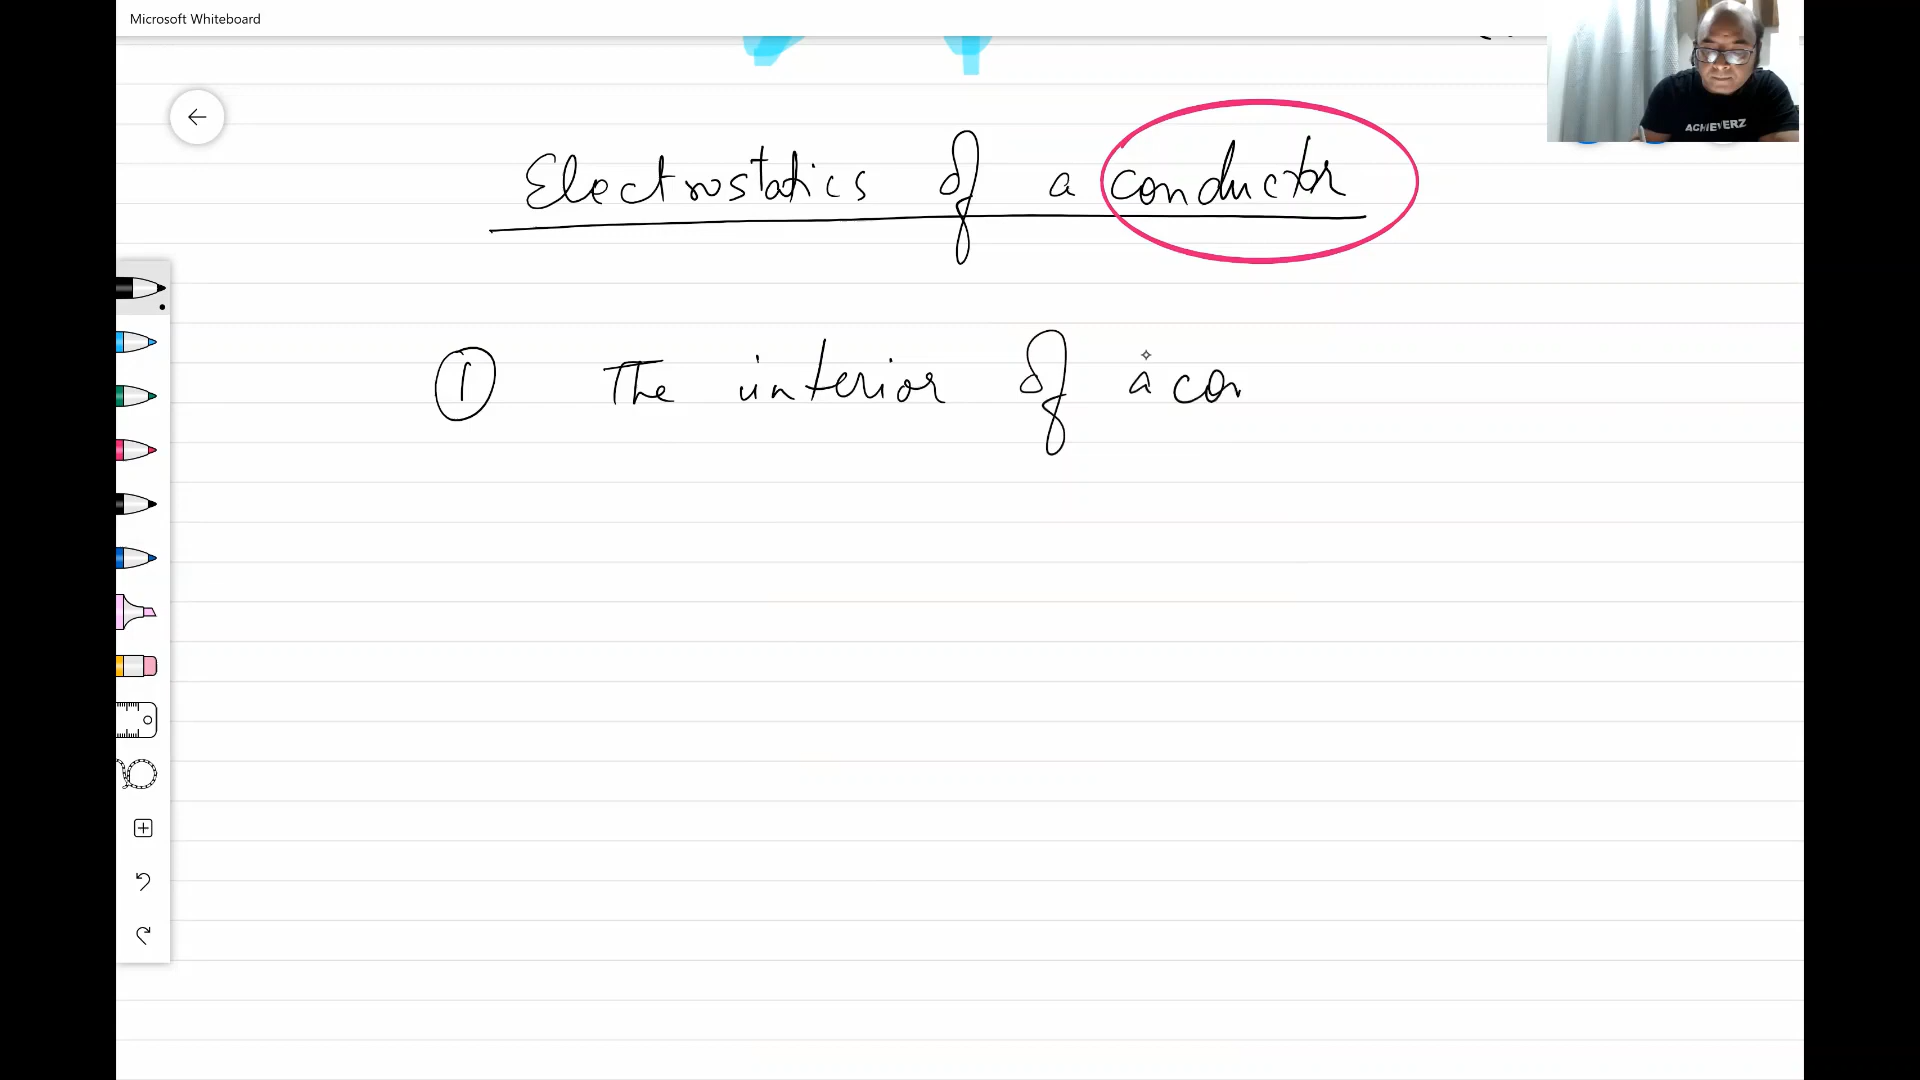 Microsoft Whiteboard
ACHIEVERZ
Electrostatics of a conductor
1 The interior of a con